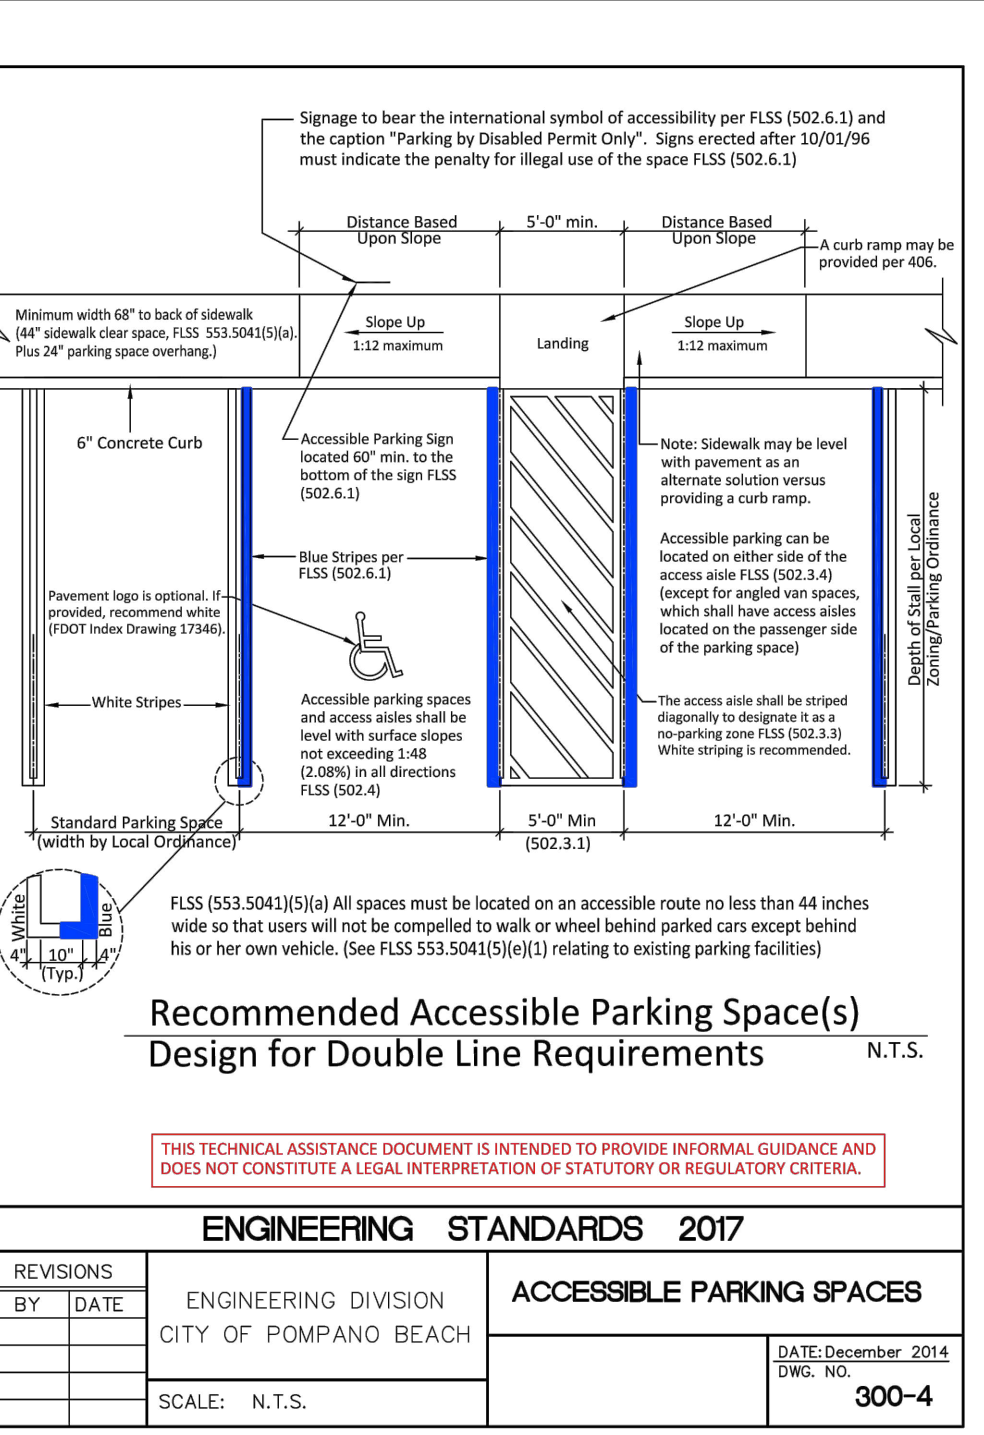 Signage to bear the international symbol of accessibility per FLSS (502.6.1) and
the caption "Parking by Disabled Permit Only". Signs erected after 10/01/96
must indicate the penalty for illegal use of the space FLSS (502.6.1)
Distance Based
Upon Slope
5'-0" min.
Distance Based
Upon Slope
A curb ramp may be
provided per 406.
Minimum width 68" to back of sidewalk
(44" sidewalk clear space, FLSS 553.5041(5)(a).
Plus 24" parking space overhang.)
Slope Up
1:12 maximum
Landing
Slope Up
1:12 maximum
6" Concrete Curb
Accessible Parking Sign
located 60" min. to the
bottom of the sign FLSS
(502.6.1)
Note: Sidewalk may be level
with pavement as an
alternate solution versus
providing a curb ramp.
Blue Stripes per
FLSS (502.6.1)
Accessible parking can be
located on either side of the
access aisle FLSS (502.3.4)
(except for angled van spaces,
which shall have access aisles
located on the passenger side
of the parking space)
Depth of Stall per Local
Zoning/Parking Ordinance
Pavement logo is optional. If
provided, recommend white
(FDOT Index Drawing 17346).
White Stripes
Accessible parking spaces
and access aisles shall be
level with surface slopes
not exceeding 1:48
(2.08%) in all directions
FLSS (502.4)
The access aisle shall be striped
diagonally to designate it as a
no-parking zone FLSS (502.3.3)
White striping is recommended.
Standard Parking Space
(width by Local Ordinance)
12'-0" Min.
5'-0" Min
(502.3.1)
12'-0" Min.
White
Blue
4"
10"
4"
(Typ.)
FLSS (553.5041)(5)(a) All spaces must be located on an accessible route no less than 44 inches
wide so that users will not be compelled to walk or wheel behind parked cars except behind
his or her own vehicle. (See FLSS 553.5041(5)(e)(1) relating to existing parking facilities)
Recommended Accessible Parking Space(s)
Design for Double Line Requirements
N.T.S.
THIS TECHNICAL ASSISTANCE DOCUMENT IS INTENDED TO PROVIDE INFORMAL GUIDANCE AND
DOES NOT CONSTITUTE A LEGAL INTERPRETATION OF STATUTORY OR REGULATORY CRITERIA.
ENGINEERING STANDARDS 2017
REVISIONS
BY DATE
ENGINEERING DIVISION
CITY OF POMPANO BEACH
SCALE: N.T.S.
ACCESSIBLE PARKING SPACES
DATE: December 2014
DWG. NO.
300-4